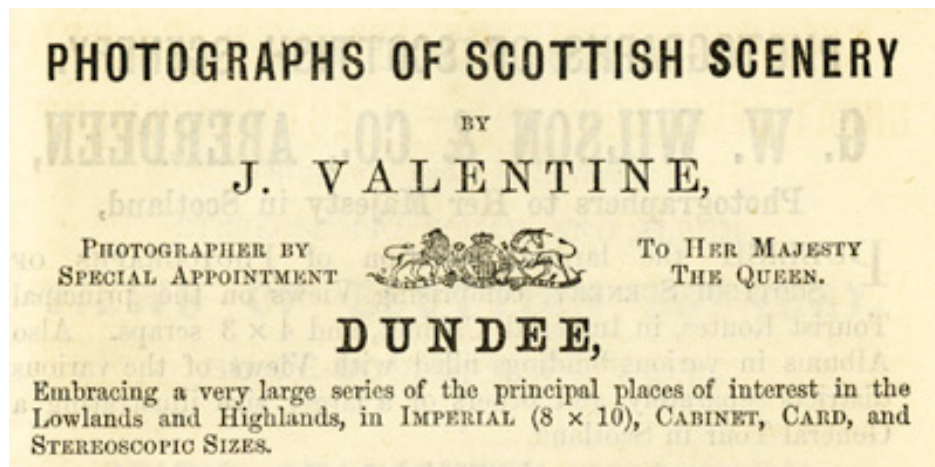 PHOTOGRAPHS OF SCOTTISH SCENERY
BY
J. VALENTINE,
PHOTOGRAPHER BY
SPECIAL APPOINTMENT
TO HER MAJESTY
THE QUEEN.
DUNDEE,
Embracing a very large series of the principal places of interest in the
Lowlands and Highlands, in IMPERIAL (8 × 10), CABINET, CARD, and
STEREOSCOPIC SIZES.